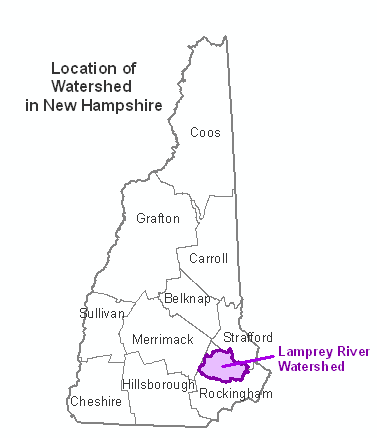 Location of
Watershed
in New Hampshire
Coos
Grafton
Carroll
Belknap
Sullivan
Merrimack
Strafford
Lamprey River
Watershed
Hillsborough
Rockingham
Cheshire